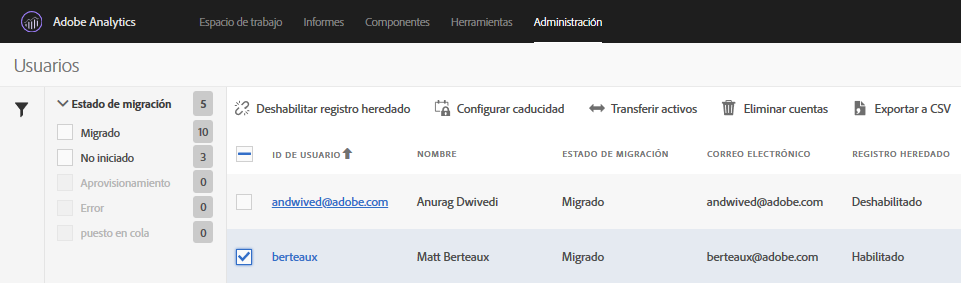 Adobe Analytics Espacio de trabajo Informes Componentes Herramientas Administración
Usuarios
Estado de migración 5
Migrado 10
No iniciado 3
Aprovisionamiento 0
Error 0
puesto en cola 0
Deshabilitar registro heredado Configurar caducidad Transferir activos Eliminar cuentas Exportar a CSV
ID DE USUARIO NOMBRE ESTADO DE MIGRACIÓN CORREO ELECTRÓNICO REGISTRO HEREDADO
andwived@adobe.com Anurag Dwivedi Migrado andwived@adobe.com Deshabilitado
berteaux Matt Berteaux Migrado berteaux@adobe.com Habilitado